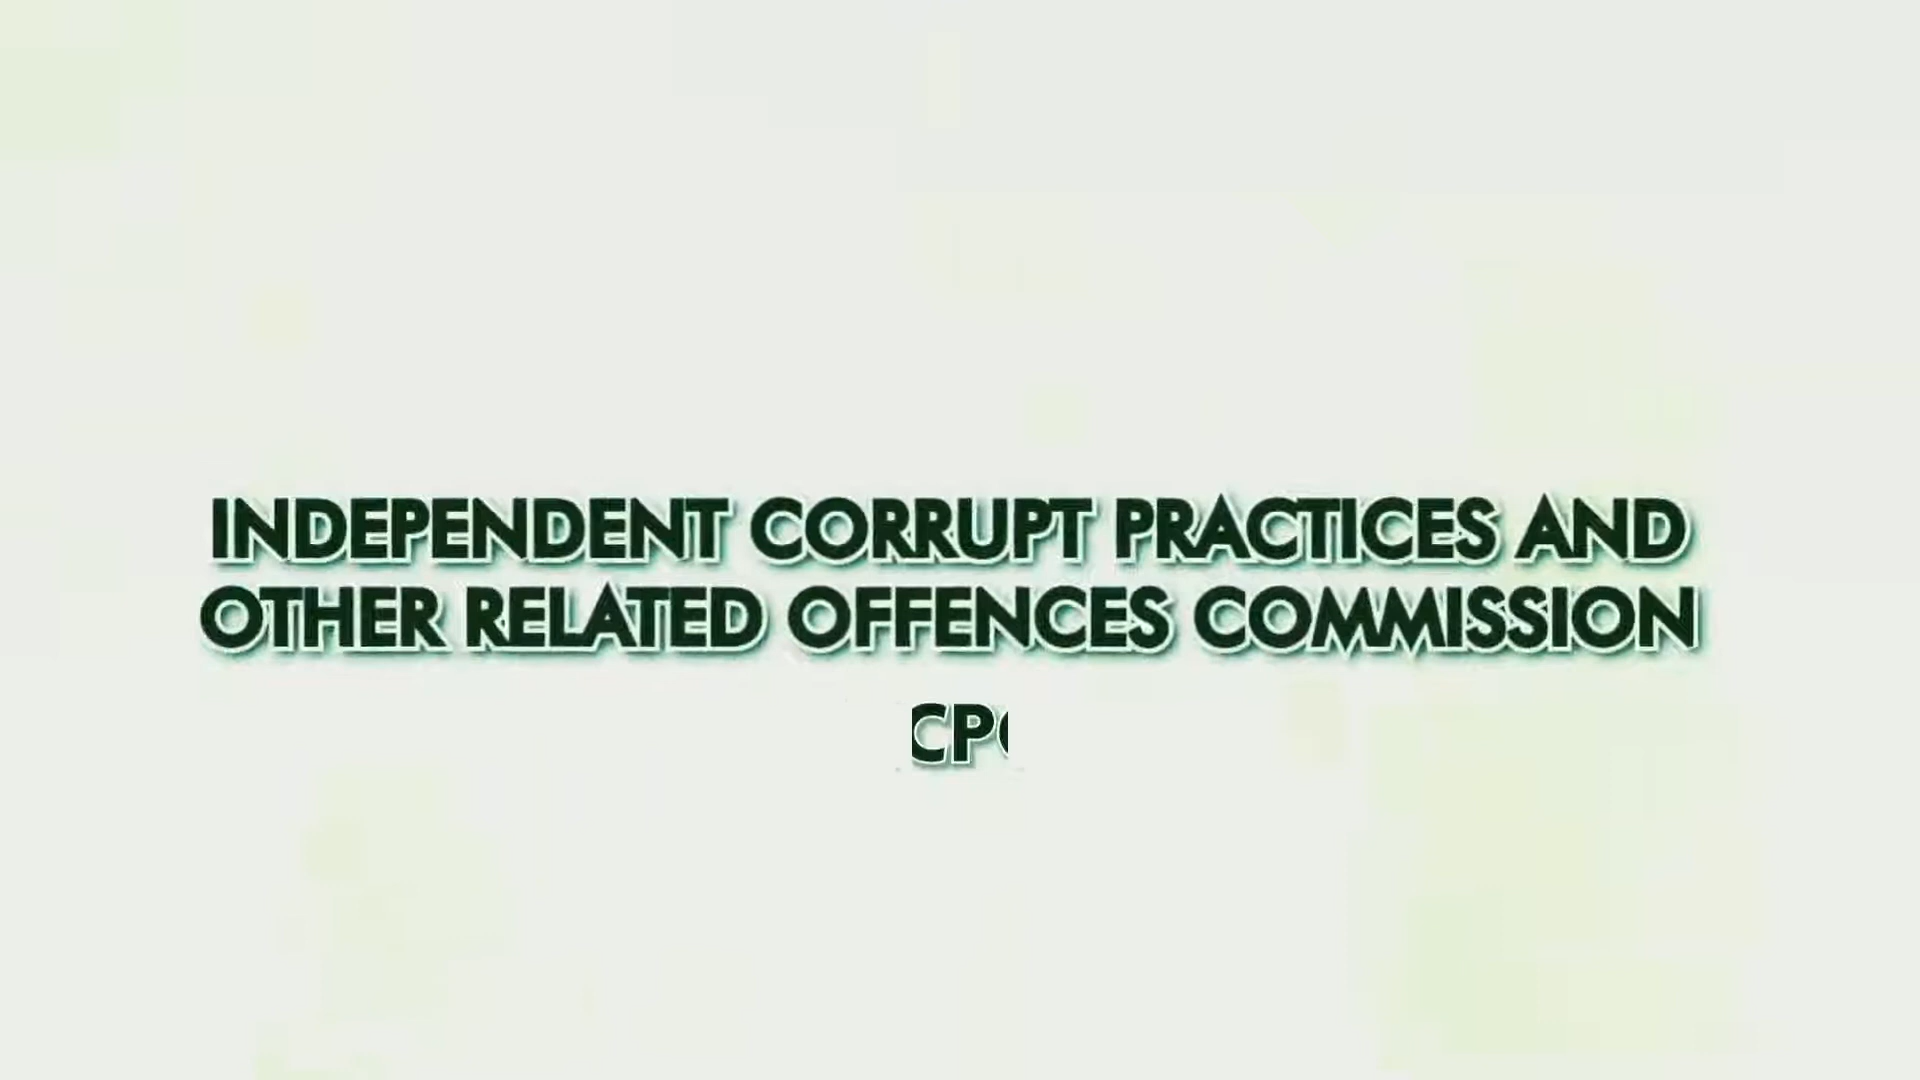 INDEPENDENT CORRUPT PRACTICES AND
OTHER RELATED OFFENCES COMMISSION
CP